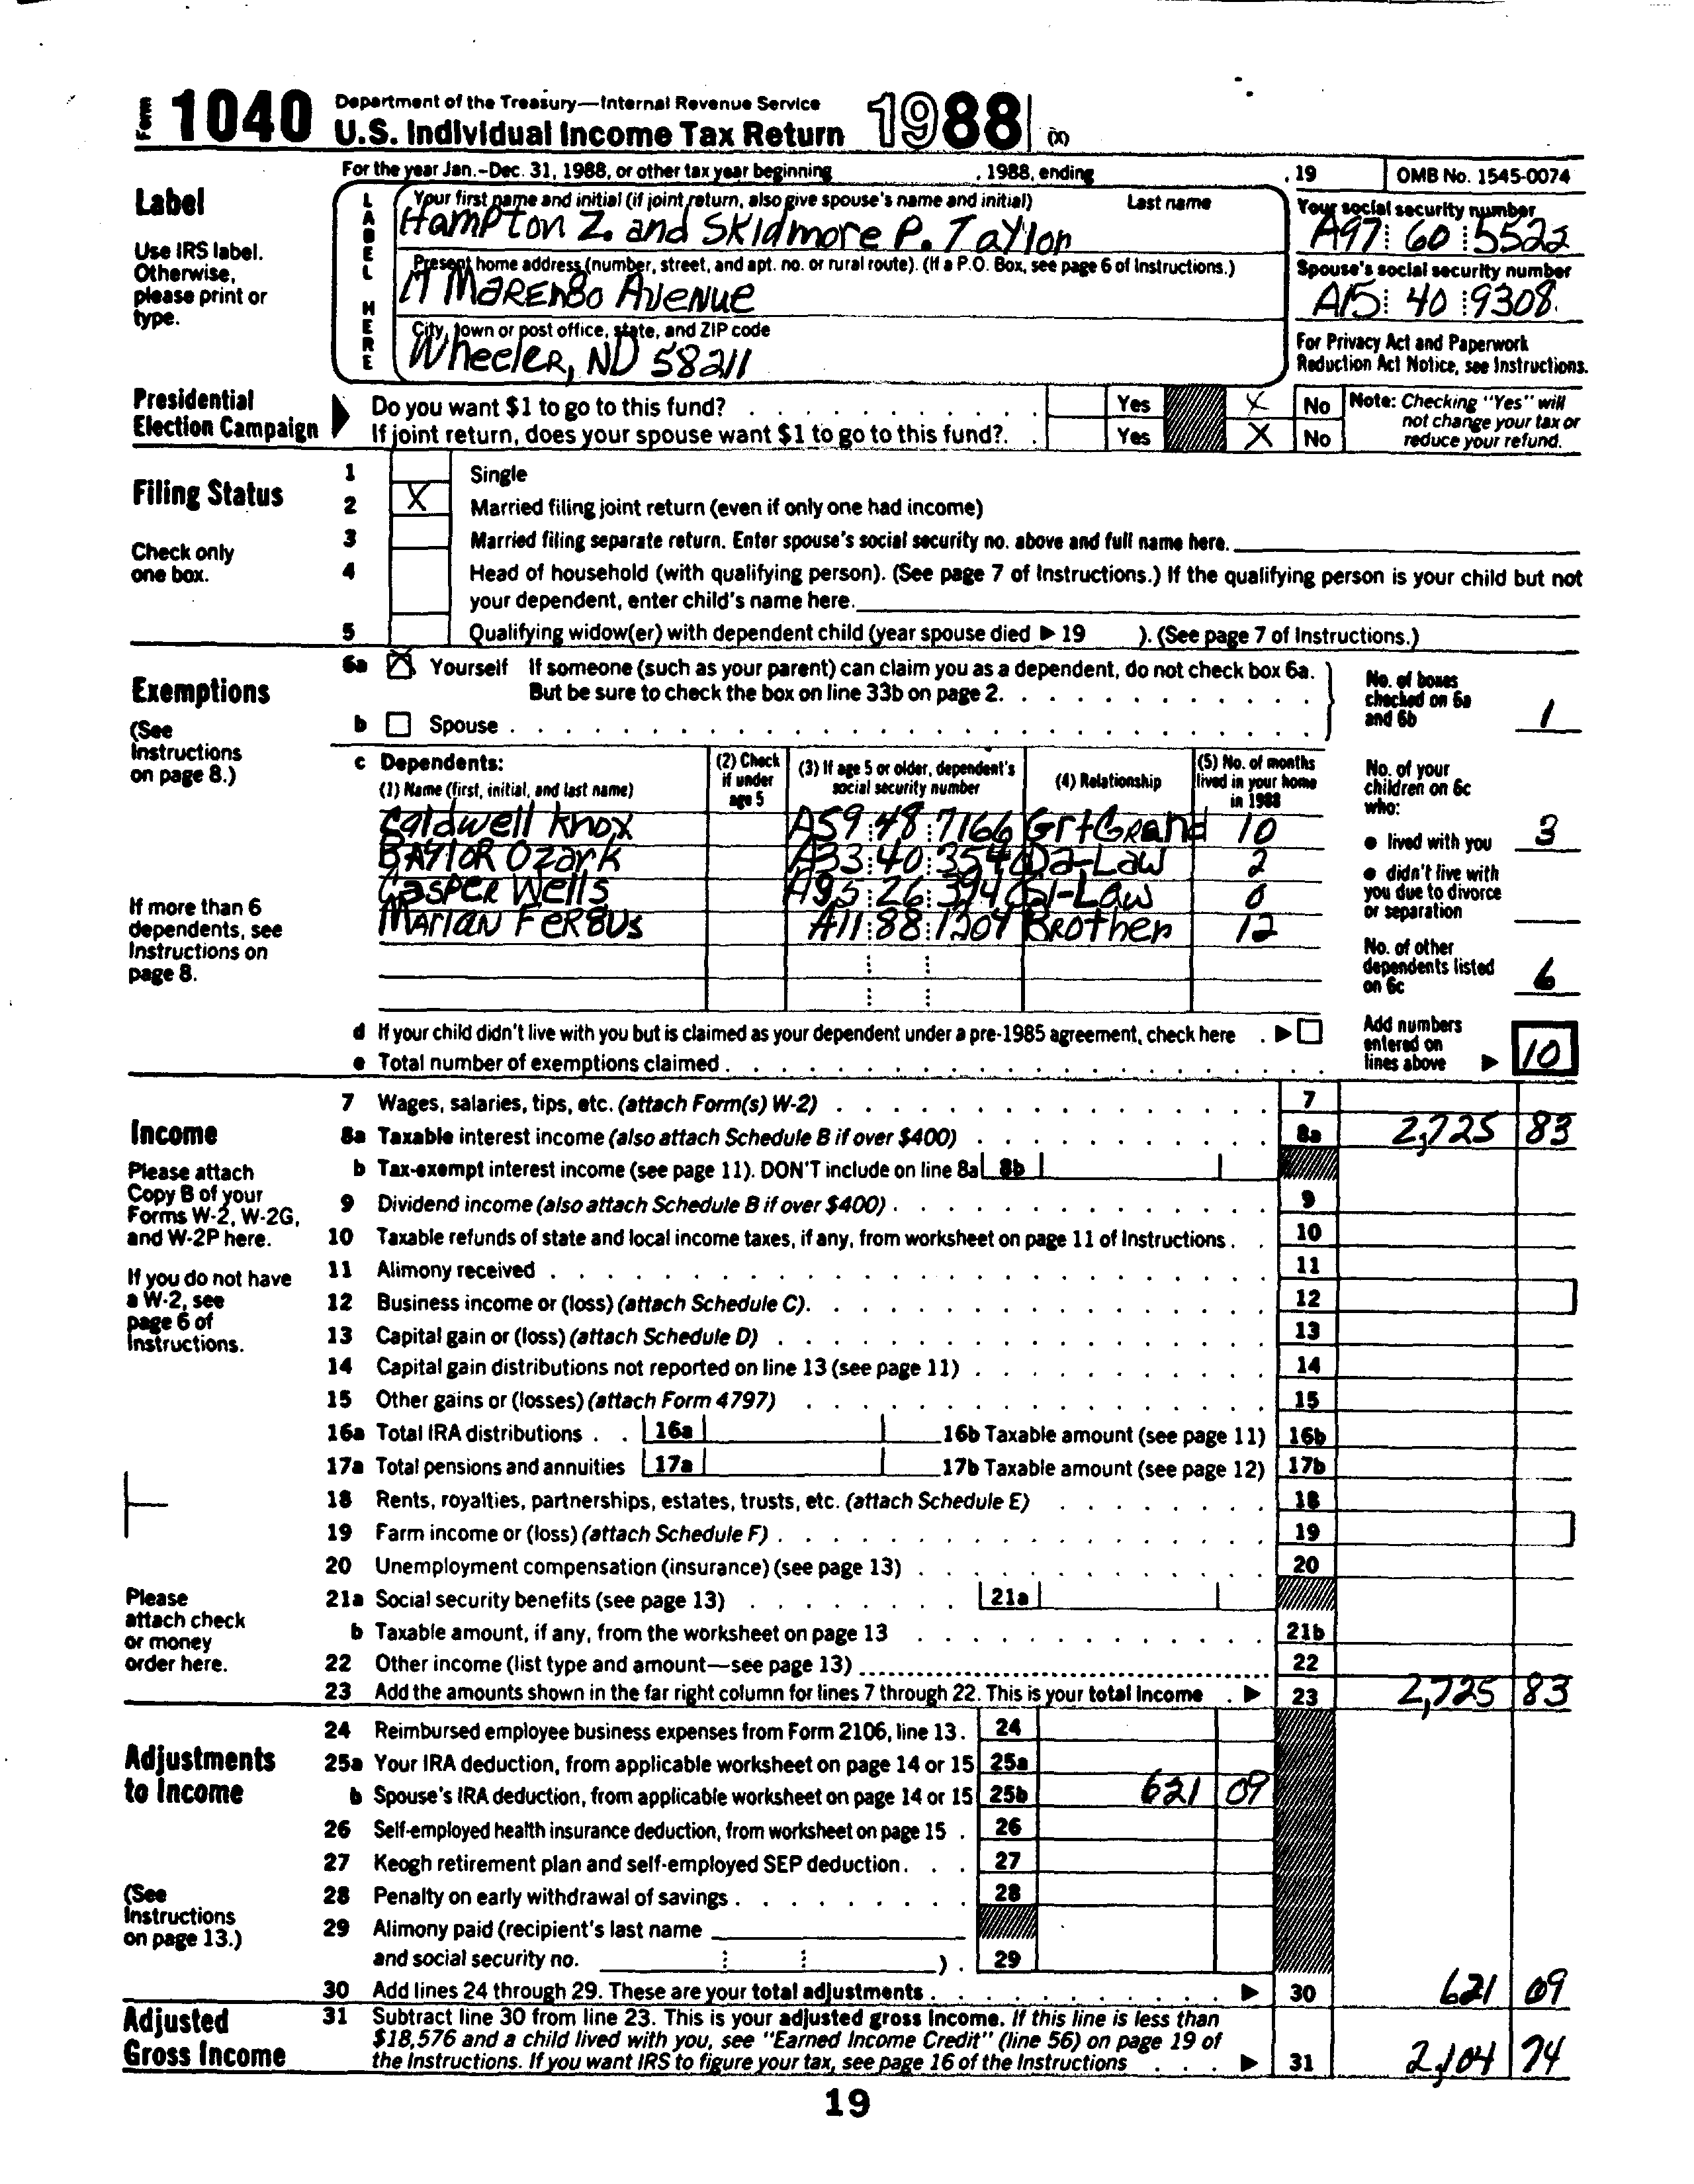 Form 1040 Department of the Treasury—Internal Revenue Service
U.S. Individual Income Tax Return 1988 (X)
For the year Jan.-Dec. 31, 1988, or other tax year beginning , 1988, ending , 19 OMB No. 1545-0074
Label
Use IRS label.
Otherwise,
please print or
type.
LABEL HERE
Your first name and initial (if joint return, also give spouse's name and initial) Last name
Hampton Z. and Skidmore P. Taylor
Your social security number
A97 60 5522
Present home address (number, street, and apt. no. or rural route). (If a P.O. Box, see page 6 of Instructions.)
Marengo Avenue
Spouse's social security number
A15 40 9308
City, town or post office, state, and ZIP code
Wheeler, ND 58211
For Privacy Act and Paperwork
Reduction Act Notice, see Instructions.
Presidential
Election Campaign
Do you want $1 to go to this fund? Yes X No
If joint return, does your spouse want $1 to go to this fund? Yes X No
Note: Checking "Yes" will
not change your tax or
reduce your refund.
Filing Status
Check only
one box.
1 Single
2 X Married filing joint return (even if only one had income)
3 Married filing separate return. Enter spouse's social security no. above and full name here.
4 Head of household (with qualifying person). (See page 7 of Instructions.) If the qualifying person is your child but not
your dependent, enter child's name here.
5 Qualifying widow(er) with dependent child (year spouse died ▶ 19 ). (See page 7 of Instructions.)
Exemptions
(See
Instructions
on page 8.)
6a X Yourself If someone (such as your parent) can claim you as a dependent, do not check box 6a.
But be sure to check the box on line 33b on page 2.
b Spouse
No. of boxes
checked on 6a
and 6b 1
c Dependents:
(1) Name (first, initial, and last name)
(2) Check
if under
age 5
(3) If age 5 or older, dependent's
social security number
(4) Relationship
(5) No. of months
lived in your home
in 1988
Caldwell Knox A59 48 7166 GrtGrand 10
Baylor Ozark A33 40 3540 Da-Law 2
Casper Wells A95 26 394 -Law 0
Marian Fergus A11 88 1304 Brother 12
If more than 6
dependents, see
Instructions on
page 8.
No. of your
children on 6c
who:
● lived with you 3
● didn't live with
you due to divorce
or separation
No. of other
dependents listed
on 6c 6
d If your child didn't live with you but is claimed as your dependent under a pre-1985 agreement, check here ▶
e Total number of exemptions claimed
Add numbers
entered on
lines above ▶ 10
Income
Please attach
Copy B of your
Forms W-2, W-2G,
and W-2P here.
If you do not have
a W-2, see
page 6 of
Instructions.
Please
attach check
or money
order here.
7 Wages, salaries, tips, etc. (attach Form(s) W-2) 7
8a Taxable interest income (also attach Schedule B if over $400) 8a 2,725 83
b Tax-exempt interest income (see page 11). DON'T include on line 8a 8b
9 Dividend income (also attach Schedule B if over $400) 9
10 Taxable refunds of state and local income taxes, if any, from worksheet on page 11 of Instructions 10
11 Alimony received 11
12 Business income or (loss) (attach Schedule C) 12
13 Capital gain or (loss) (attach Schedule D) 13
14 Capital gain distributions not reported on line 13 (see page 11) 14
15 Other gains or (losses) (attach Form 4797) 15
16a Total IRA distributions 16a 16b Taxable amount (see page 11) 16b
17a Total pensions and annuities 17a 17b Taxable amount (see page 12) 17b
18 Rents, royalties, partnerships, estates, trusts, etc. (attach Schedule E) 18
19 Farm income or (loss) (attach Schedule F) 19
20 Unemployment compensation (insurance) (see page 13) 20
21a Social security benefits (see page 13) 21a
b Taxable amount, if any, from the worksheet on page 13 21b
22 Other income (list type and amount—see page 13) 22
23 Add the amounts shown in the far right column for lines 7 through 22. This is your total income ▶ 23 2,725 83
Adjustments
to Income
(See
Instructions
on page 13.)
24 Reimbursed employee business expenses from Form 2106, line 13. 24
25a Your IRA deduction, from applicable worksheet on page 14 or 15 25a
b Spouse's IRA deduction, from applicable worksheet on page 14 or 15 25b 621 09
26 Self-employed health insurance deduction, from worksheet on page 15 26
27 Keogh retirement plan and self-employed SEP deduction 27
28 Penalty on early withdrawal of savings 28
29 Alimony paid (recipient's last name
and social security no. ) 29
30 Add lines 24 through 29. These are your total adjustments ▶ 30 621 09
Adjusted
Gross Income
31 Subtract line 30 from line 23. This is your adjusted gross income. If this line is less than
$18,576 and a child lived with you, see "Earned Income Credit" (line 56) on page 19 of
the Instructions. If you want IRS to figure your tax, see page 16 of the Instructions ▶ 31 2,104 74
19